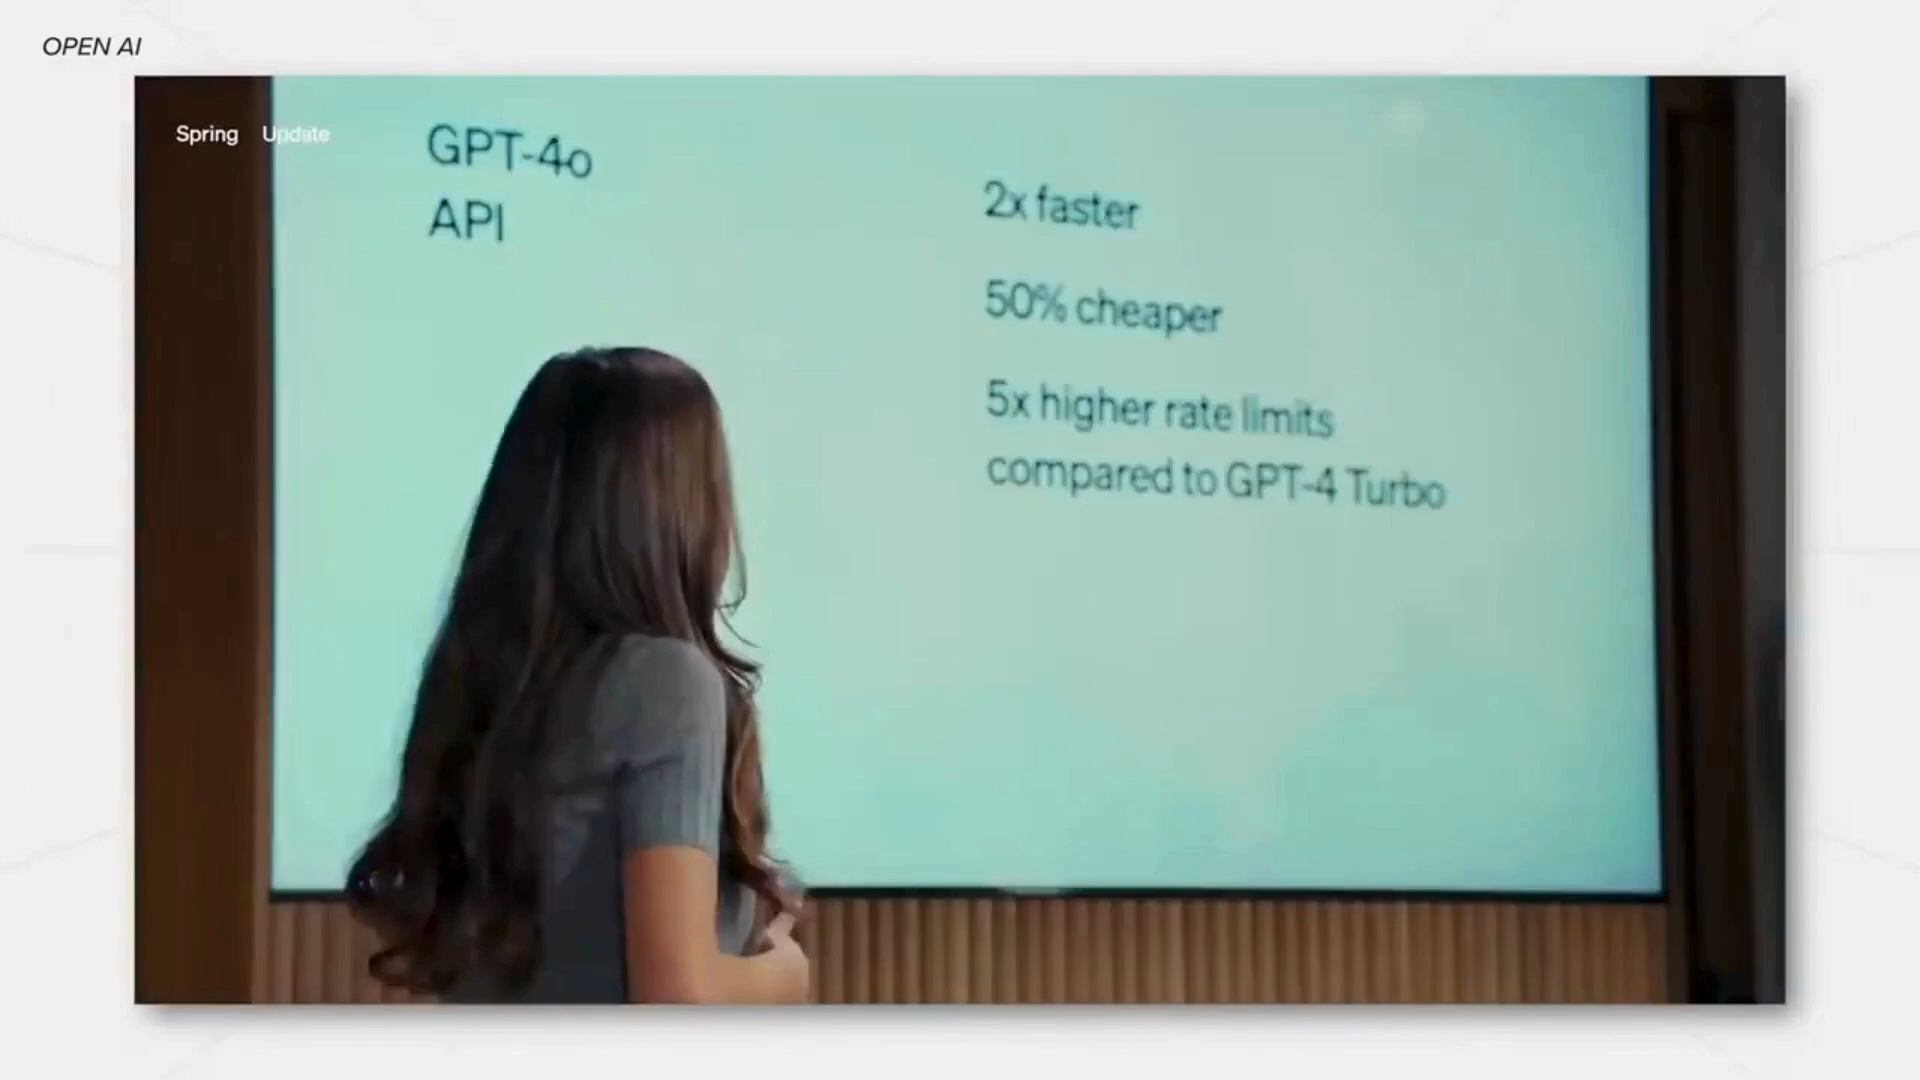 OPEN AI
Spring Update
GPT-4o
API
2x faster
50% cheaper
5x higher rate limits
compared to GPT-4 Turbo